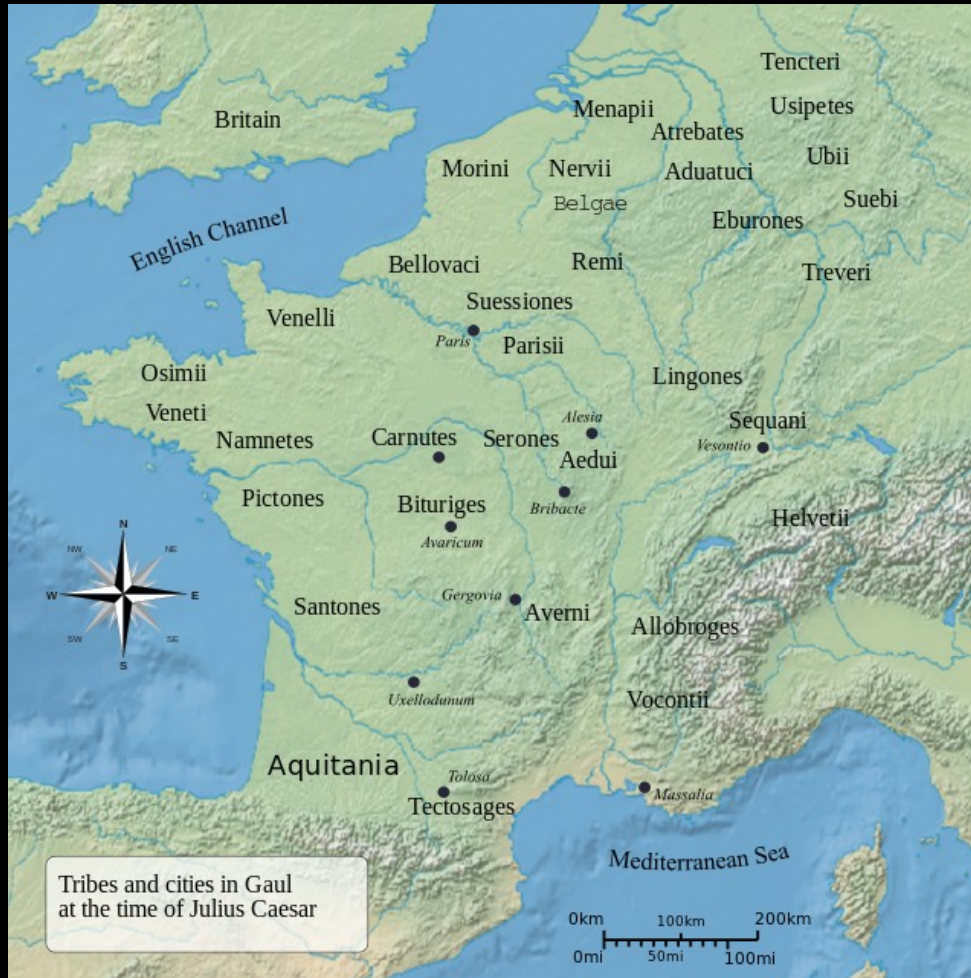 Tencteri
Usipetes
Menapii
Britain
Atrebates
Ubii
Morini
Nervii
Aduatuci
Belgae
Suebi
Eburones
English Channel
Bellovaci
Remi
Treveri
Suessiones
Venelli
Paris
Parisii
Osimii
Lingones
Veneti
Alesia
Sequani
Namnetes
Carnutes
Serones
Vesontio
Aedui
Pictones
Bituriges
Bribacte
Helvetii
Avaricum
N
NW
NE
W
E
SW
SE
S
Gergovia
Santones
Averni
Allobroges
Uxellodunum
Vocontii
Aquitania
Tolosa
Tectosages
Massalia
Mediterranean Sea
Tribes and cities in Gaul
at the time of Julius Caesar
0km 100km 200km
0mi 50mi 100mi